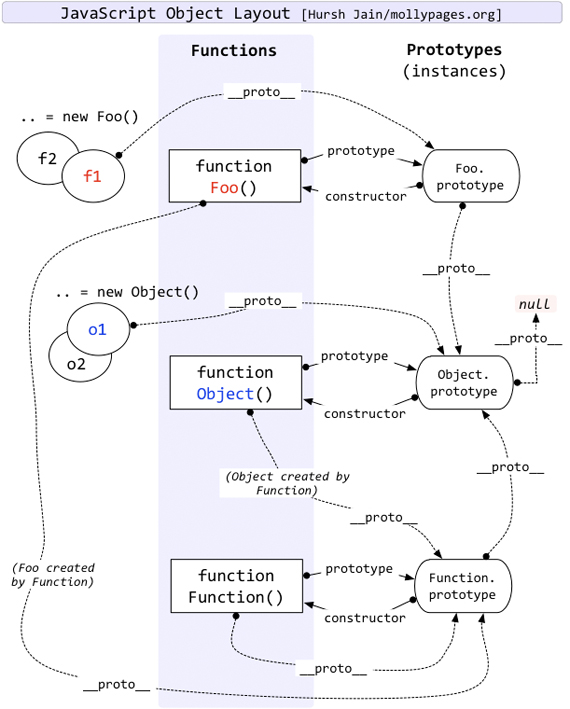 JavaScript Object Layout [Hursh Jain/mollypages.org]
Functions
Prototypes
(instances)
__proto__
.. = new Foo()
f2
f1
function
Foo()
prototype
constructor
Foo.
prototype
__proto__
.. = new Object()
__proto__
null
o1
o2
__proto__
function
Object()
prototype
constructor
Object.
prototype
(Object created by
Function)
__proto__
__proto__
(Foo created
by Function)
function
Function()
prototype
constructor
Function.
prototype
__proto__
__proto__